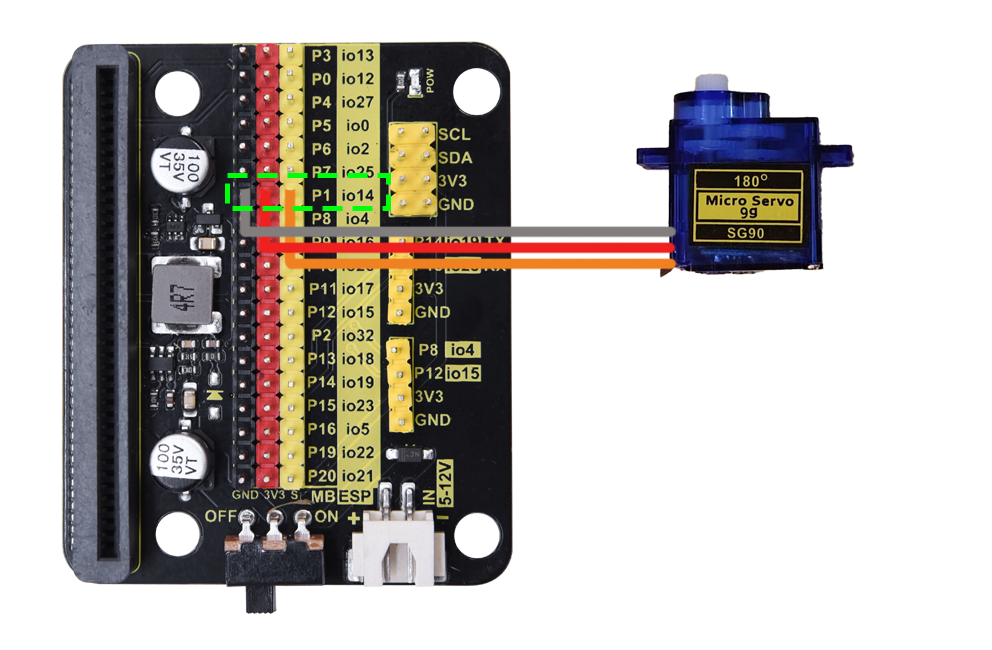 P3 io13
P0 io12
P4 io27
P5 io0
P6 io2
P7 io25
P1 io14
P8 io4
P9 io16
P11 io17
P12 io15
P2 io32
P13 io18
P14 io19
P15 io23
P16 io5
P19 io22
P20 io21
GND 3V3 S MB ESP
OFF ON + −
IN
5-12V
POW
SCL
SDA
3V3
GND
P14 io19 TX
3V3
GND
P8 io4
P12 io15
3V3
GND
100
35V
VT
4R7
100
35V
VT
180°
Micro Servo
9g
SG90